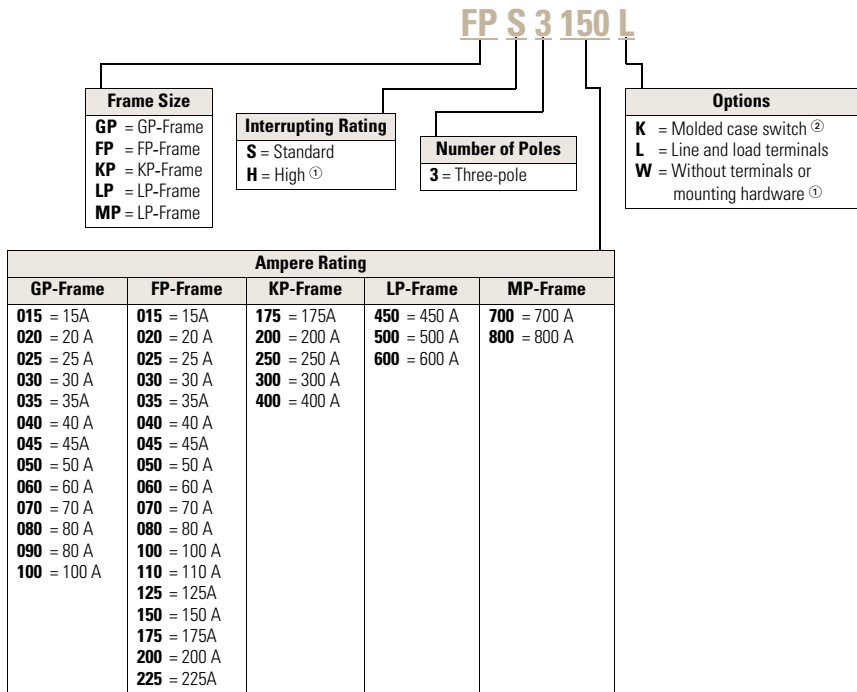 FP S 3 150 L
Frame Size
GP = GP-Frame
FP = FP-Frame
KP = KP-Frame
LP = LP-Frame
MP = LP-Frame
Interrupting Rating
S = Standard
H = High ①
Number of Poles
3 = Three-pole
Options
K = Molded case switch ②
L = Line and load terminals
W = Without terminals or
mounting hardware ①
Ampere Rating
GP-Frame
015 = 15A
020 = 20 A
025 = 25 A
030 = 30 A
035 = 35A
040 = 40 A
045 = 45A
050 = 50 A
060 = 60 A
070 = 70 A
080 = 80 A
090 = 80 A
100 = 100 A
FP-Frame
015 = 15A
020 = 20 A
025 = 25 A
030 = 30 A
035 = 35A
040 = 40 A
045 = 45A
050 = 50 A
060 = 60 A
070 = 70 A
080 = 80 A
100 = 100 A
110 = 110 A
125 = 125A
150 = 150 A
175 = 175A
200 = 200 A
225 = 225A
KP-Frame
175 = 175A
200 = 200 A
250 = 250 A
300 = 300 A
400 = 400 A
LP-Frame
450 = 450 A
500 = 500 A
600 = 600 A
MP-Frame
700 = 700 A
800 = 800 A